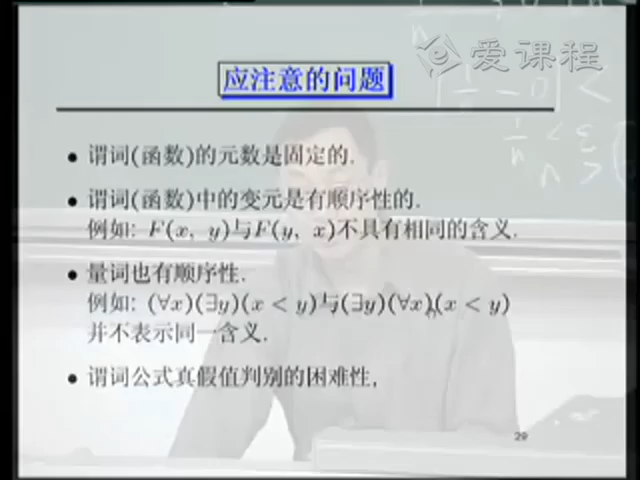 爱课程
应注意的问题
• 谓词(函数)的元数是固定的.
• 谓词(函数)中的变元是有顺序性的.
例如: F(x, y)与F(y, x)不具有相同的含义.
• 量词也有顺序性.
例如: (∀x)(∃y)(x < y)与(∃y)(∀x)(x < y)
并不表示同一含义.
• 谓词公式真假值判别的困难性,
29